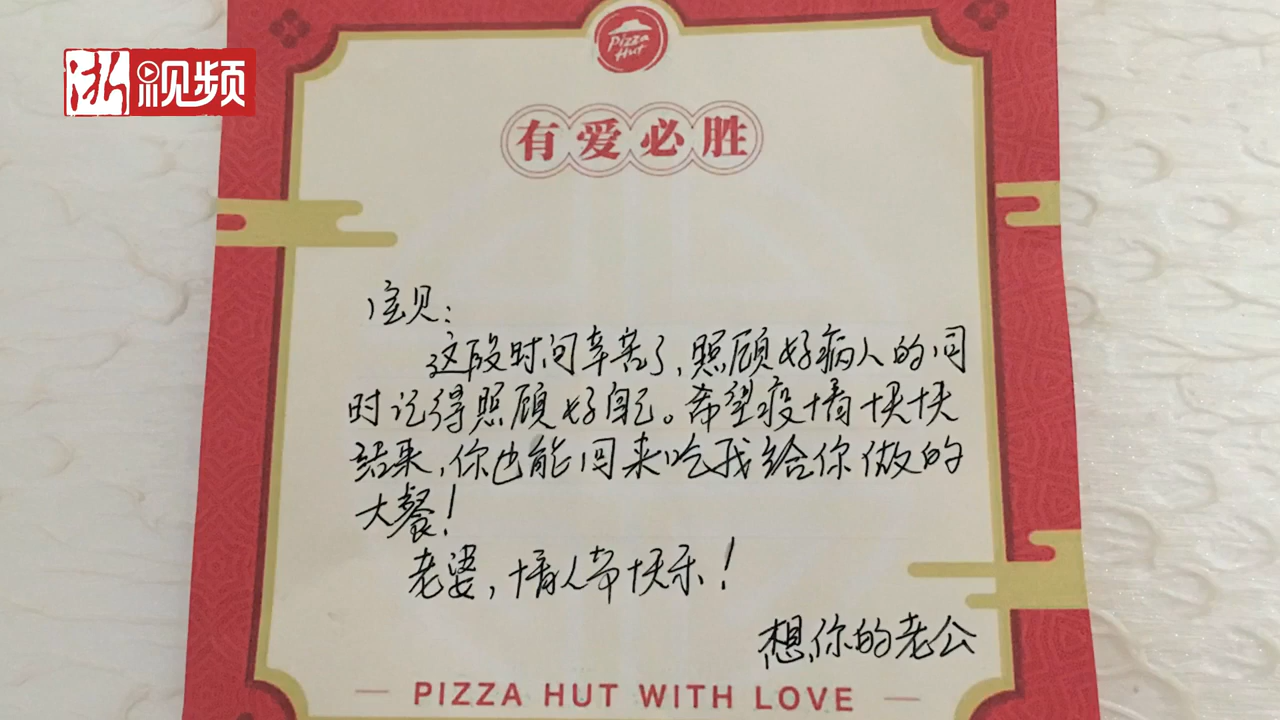 浙视频
Pizza
Hut
有爱必胜
宝贝：
这段时间辛苦了，照顾好病人的同
时记得照顾好自己。希望疫情快快
结束，你也能回来吃我给你做的
大餐！
老婆，情人节快乐！
想你的老公
PIZZA HUT WITH LOVE